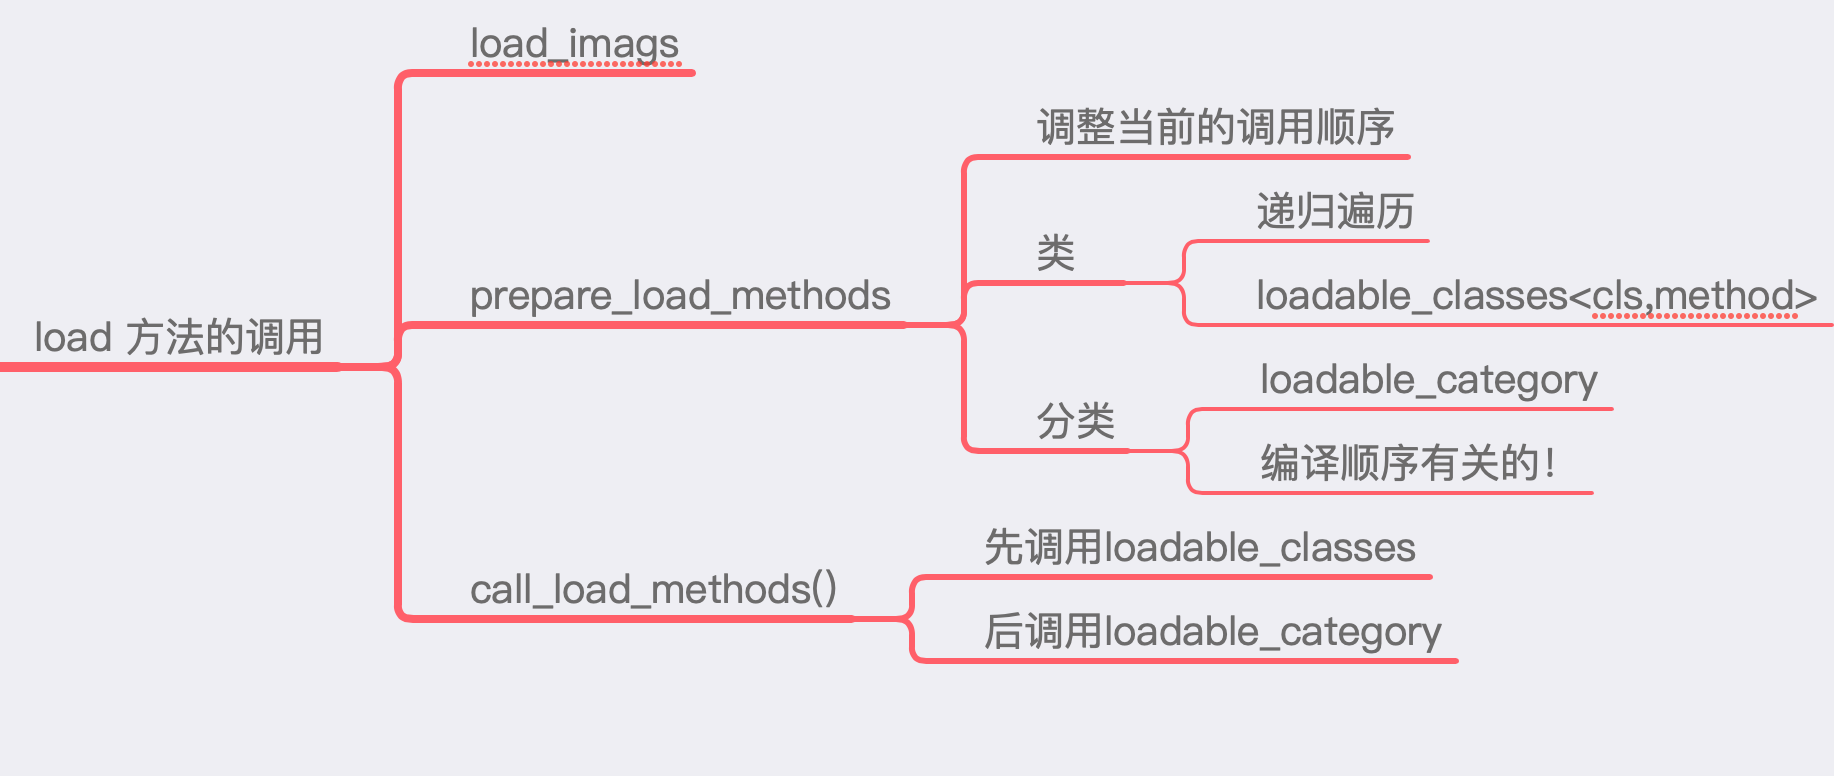 load_imags
调整当前的调用顺序
递归遍历
类
prepare_load_methods
loadable_classes<cls,method>
load 方法的调用
loadable_category
分类
编译顺序有关的！
先调用loadable_classes
call_load_methods()
后调用loadable_category